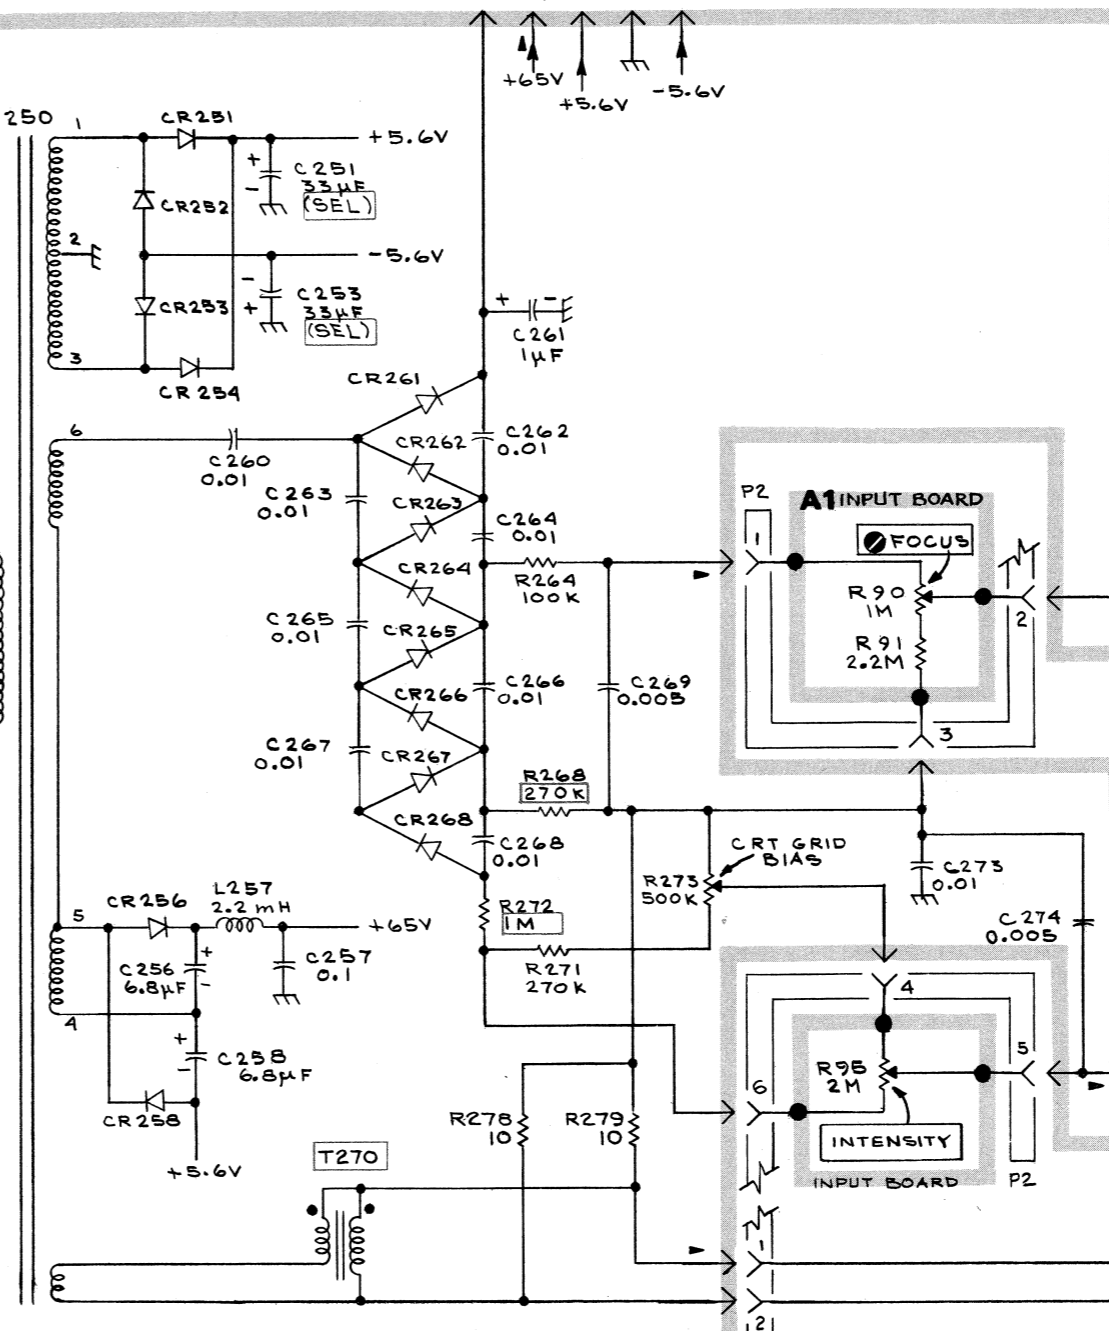 +65V
+5.6V
-5.6V
250
1
CR251
+5.6V
+
-
C251
33µF
(SEL)
CR252
2
-5.6V
-
+
C253
33µF
(SEL)
CR253
3
CR254
+
-
C261
1µF
CR261
6
C260
0.01
CR262
C262
0.01
C263
0.01
CR263
C264
0.01
CR264
R264
100K
C265
0.01
CR265
CR266
C266
0.01
C269
0.005
C267
0.01
CR267
R268
270K
CR268
C268
0.01
P2
A1 INPUT BOARD
1
FOCUS
R90
1M
2
R91
2.2M
3
CRT GRID
BIAS
R273
500K
C273
0.01
C274
0.005
5
CR256
L257
2.2mH
+65V
R272
1M
C256
6.8µF
+
-
C257
0.1
R271
270K
4
+
-
C258
6.8µF
CR258
+5.6V
4
5
R95
2M
6
INTENSITY
INPUT BOARD
P2
R278
10
R279
10
T270
1
2